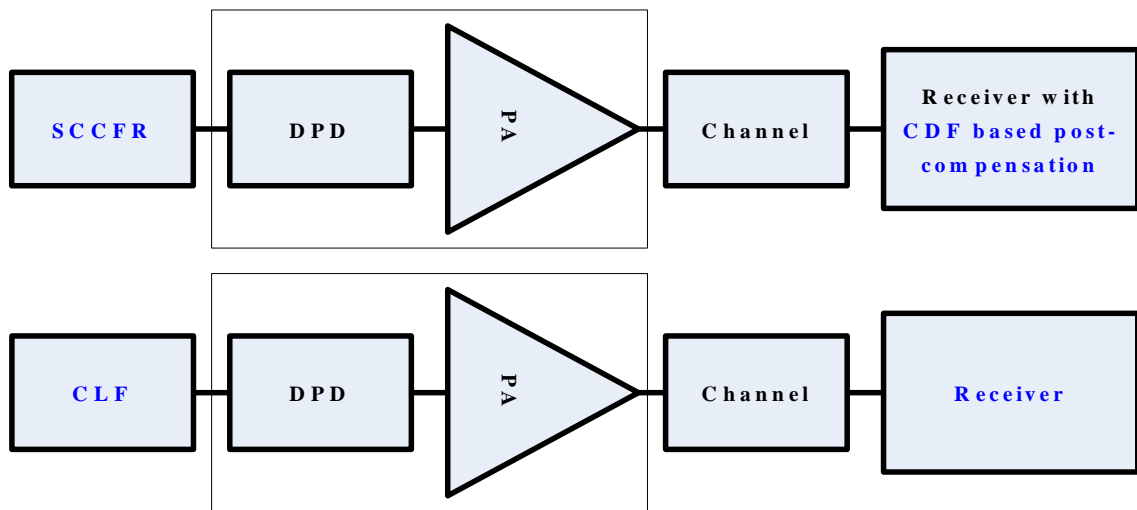 SCCFR
DPD
PA
Channel
Receiver with
CDF based post-
compensation
CLF
DPD
PA
Channel
Receiver